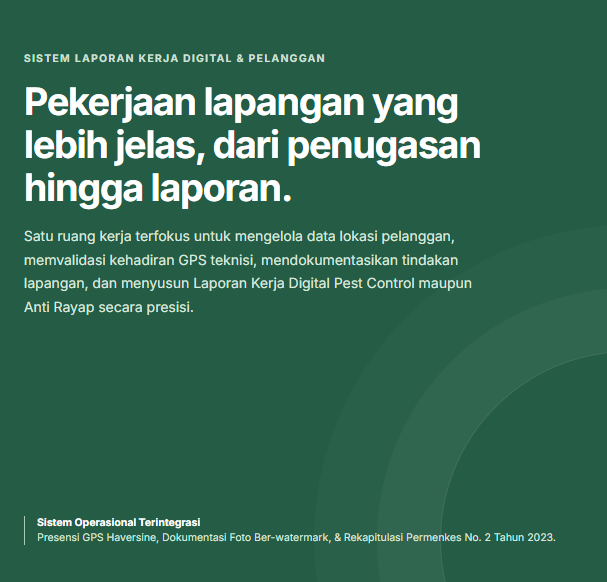 SISTEM LAPORAN KERJA DIGITAL & PELANGGAN
Pekerjaan lapangan yang
lebih jelas, dari penugasan
hingga laporan.
Satu ruang kerja terfokus untuk mengelola data lokasi pelanggan,
memvalidasi kehadiran GPS teknisi, mendokumentasikan tindakan
lapangan, dan menyusun Laporan Kerja Digital Pest Control maupun
Anti Rayap secara presisi.
Sistem Operasional Terintegrasi
Presensi GPS Haversine, Dokumentasi Foto Ber-watermark, & Rekapitulasi Permenkes No. 2 Tahun 2023.